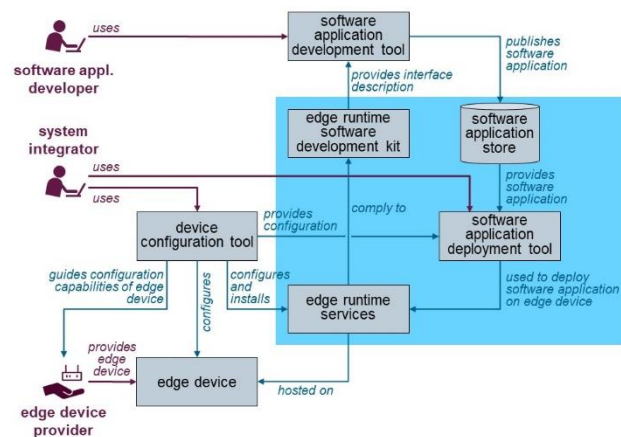 uses
software application
development tool
software appl.
developer
publishes
software
application
provides interface
description
system
integrator
edge runtime
software
development kit
software
application
store
uses
uses
provides
software
application
comply to
device
configuration tool
provides
configuration
software
application
deployment tool
guides configuration
capabilities of edge
device
configures
configures
and
installs
edge runtime
services
used to deploy
software application
on edge device
provides
edge
device
edge device
hosted on
edge device
provider